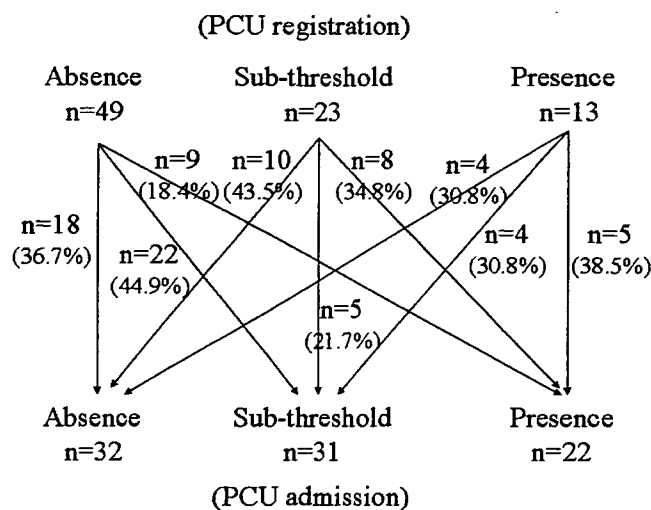 (PCU registration)
Absence Sub-threshold Presence
n=49 n=23 n=13
n=9 n=10 n=8 n=4
(18.4%) (43.5%) (34.8%) (30.8%)
n=18 n=22 n=4 n=5
(36.7%) (44.9%) (30.8%) (38.5%)
n=5
(21.7%)
Absence Sub-threshold Presence
n=32 n=31 n=22
(PCU admission)